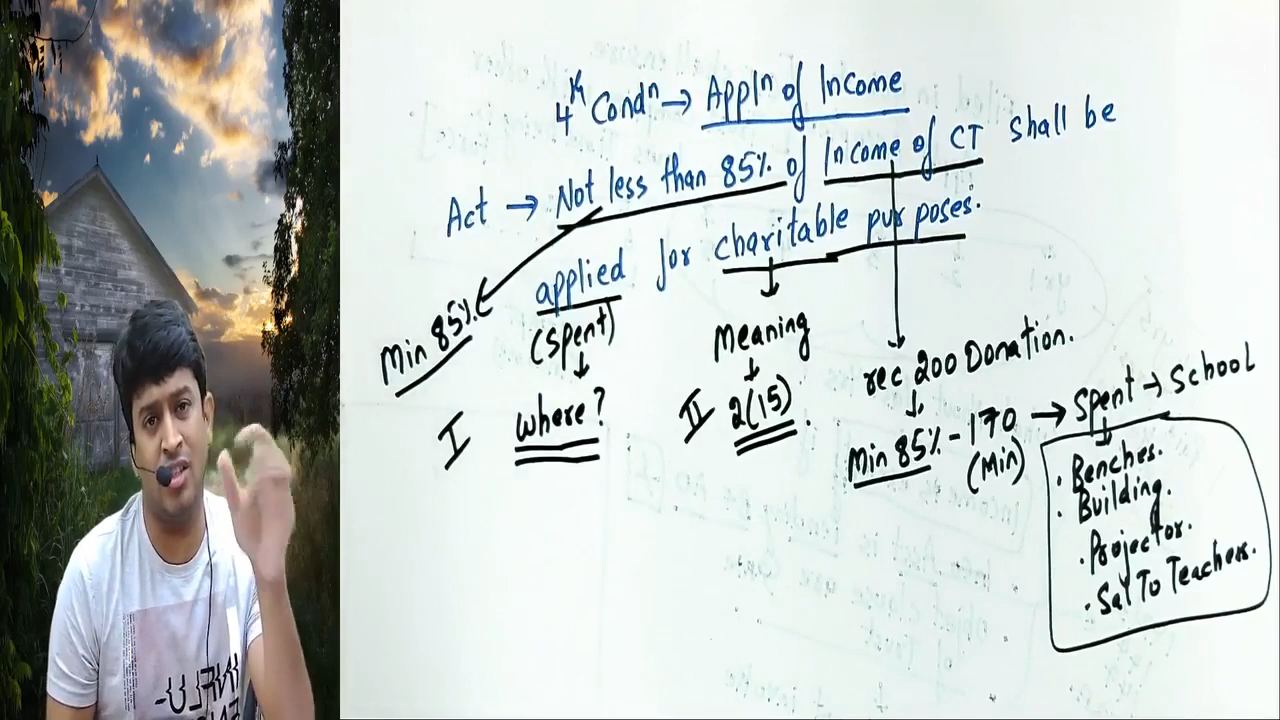 4th Condⁿ → Applⁿ of Income
Act → Not less than 85% of Income of CT shall be
applied for charitable purposes.
Min 85%
(Spent)
↓
I where?
Meaning
↓
II 2(15).
rec 200 Donation.
↓
Min 85% - 170 → Spent → School
(Min)
· Benches.
· Building.
· Projector.
· Sal To Teachers.